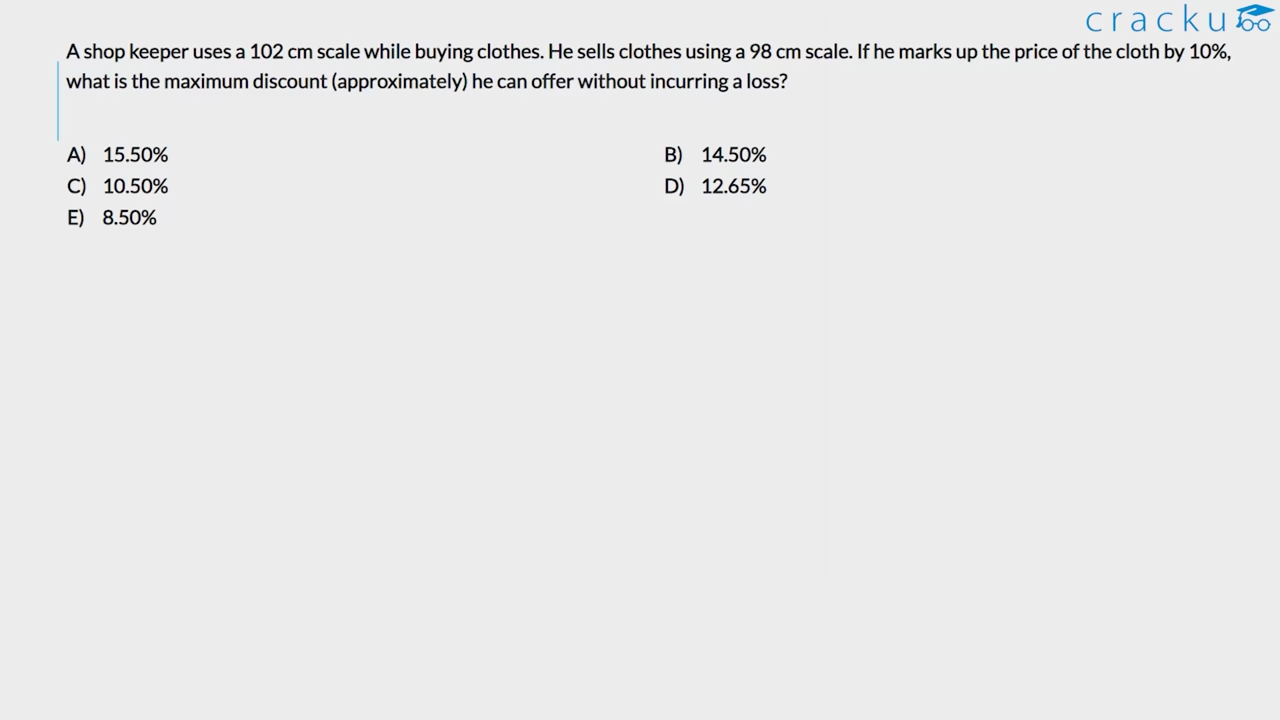 cracku
A shop keeper uses a 102 cm scale while buying clothes. He sells clothes using a 98 cm scale. If he marks up the price of the cloth by 10%,
what is the maximum discount (approximately) he can offer without incurring a loss?
A) 15.50% B) 14.50%
C) 10.50% D) 12.65%
E) 8.50%